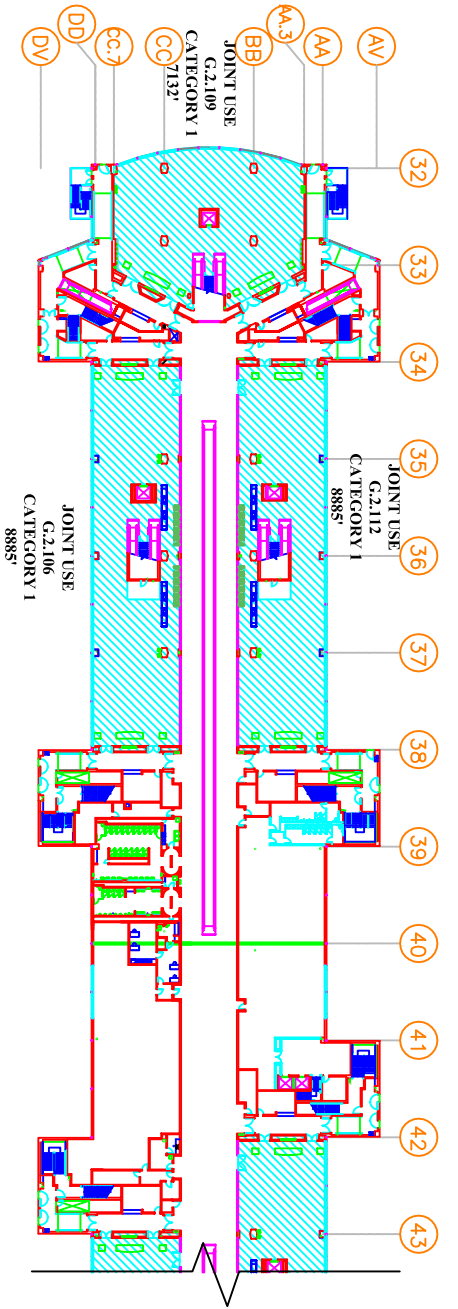 DV
DD
CC.7
CC
BB
AA.3
AA
AV
JOINT USE
G.2.109
CATEGORY 1
7132'
32
33
34
35
36
37
38
39
40
41
42
43
JOINT USE
G.2.112
CATEGORY 1
8885'
JOINT USE
G.2.106
CATEGORY 1
8885'